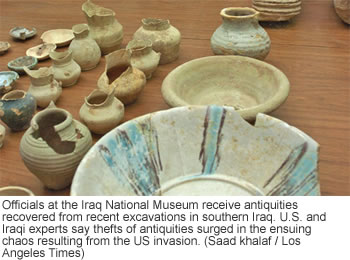 Officials at the Iraq National Museum receive antiquities
recovered from recent excavations in southern Iraq. U.S. and
Iraqi experts say thefts of antiquities surged in the ensuing
chaos resulting from the US invasion. (Saad khalaf / Los
Angeles Times)